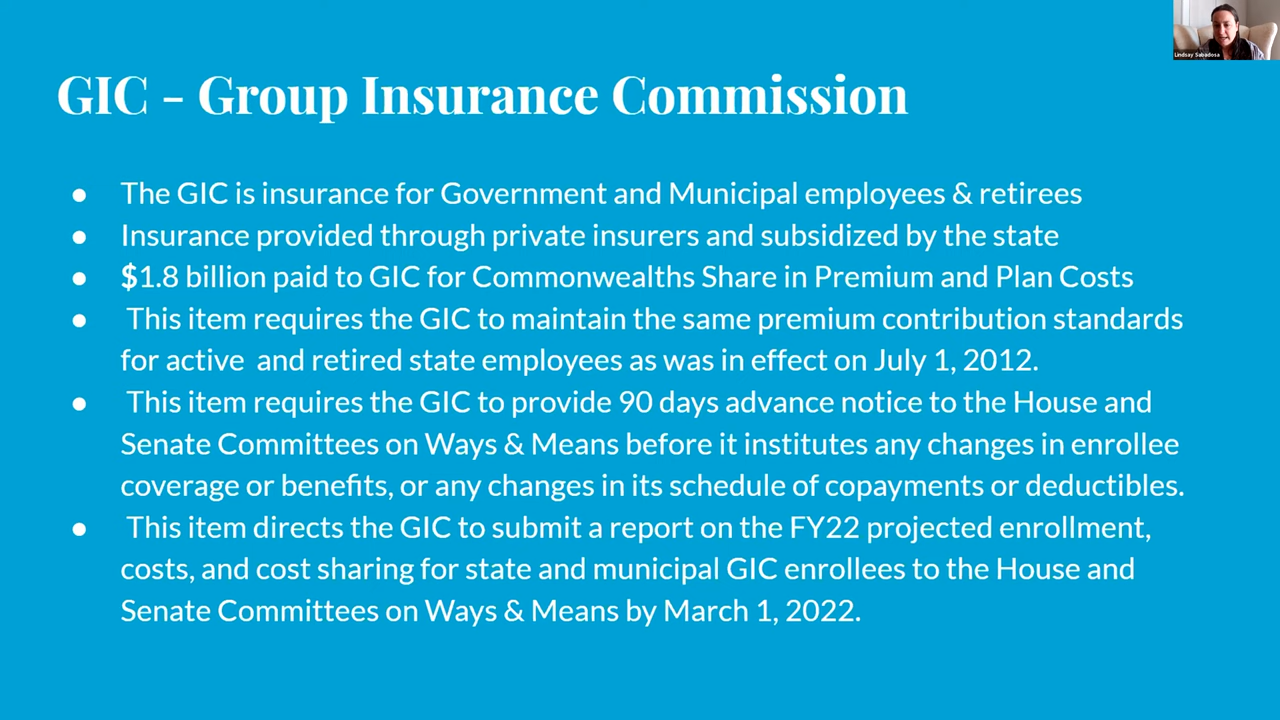 Lindsay Sabadosa
GIC - Group Insurance Commission
● The GIC is insurance for Government and Municipal employees & retirees
● Insurance provided through private insurers and subsidized by the state
● $1.8 billion paid to GIC for Commonwealths Share in Premium and Plan Costs
● This item requires the GIC to maintain the same premium contribution standards
for active and retired state employees as was in effect on July 1, 2012.
● This item requires the GIC to provide 90 days advance notice to the House and
Senate Committees on Ways & Means before it institutes any changes in enrollee
coverage or benefits, or any changes in its schedule of copayments or deductibles.
● This item directs the GIC to submit a report on the FY22 projected enrollment,
costs, and cost sharing for state and municipal GIC enrollees to the House and
Senate Committees on Ways & Means by March 1, 2022.